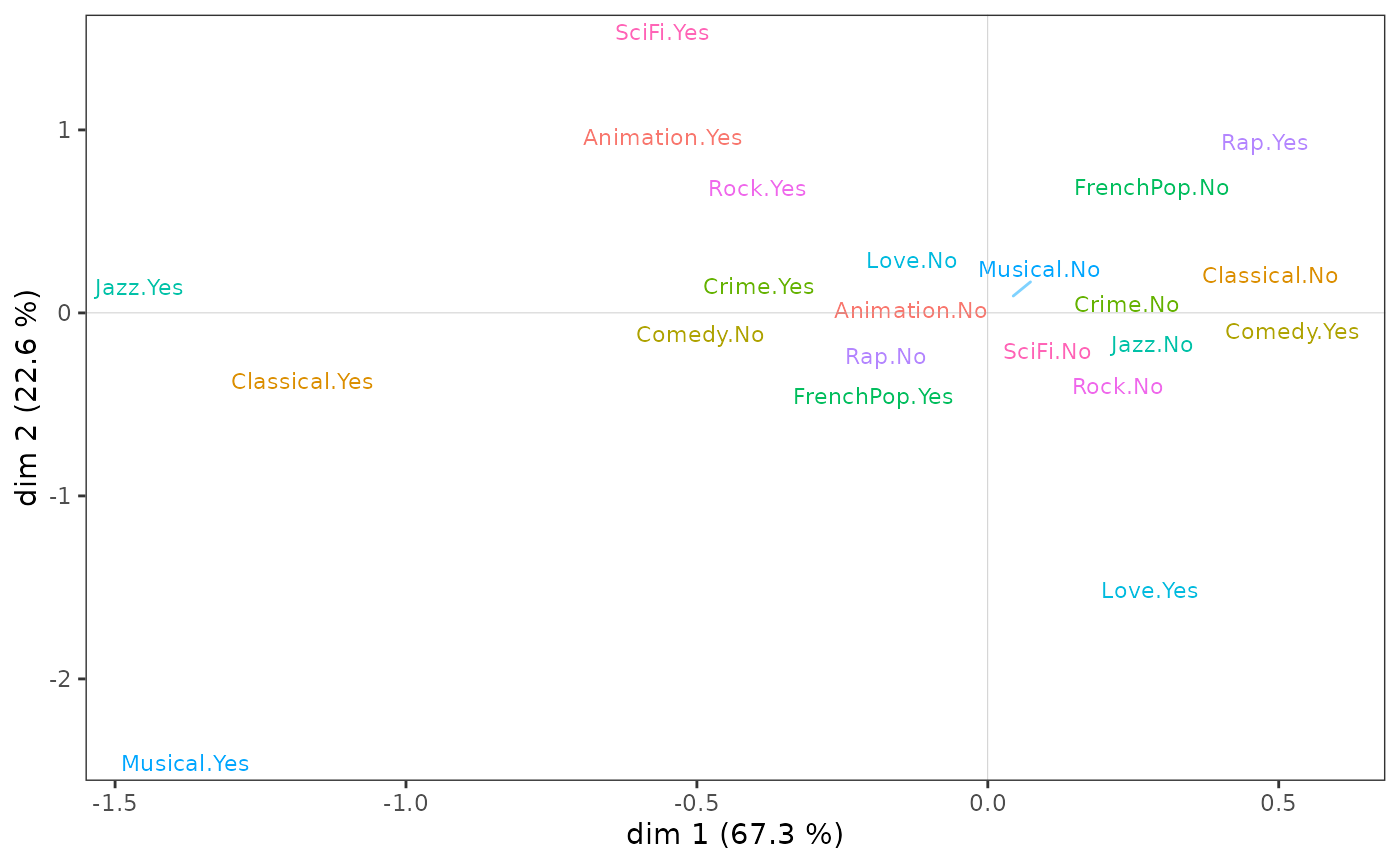 SciFi.Yes
1
Animation.Yes
Rap.Yes
Rock.Yes
FrenchPop.No
Love.No
Musical.No
Classical.No
Jazz.Yes
Crime.Yes
Crime.No
0
Animation.No
Comedy.No
Comedy.Yes
Rap.No
SciFi.No
Jazz.No
Classical.Yes
FrenchPop.Yes
Rock.No
dim 2 (22.6 %)
-1
Love.Yes
-2
Musical.Yes
-1.5 -1.0 -0.5 0.0 0.5
dim 1 (67.3 %)